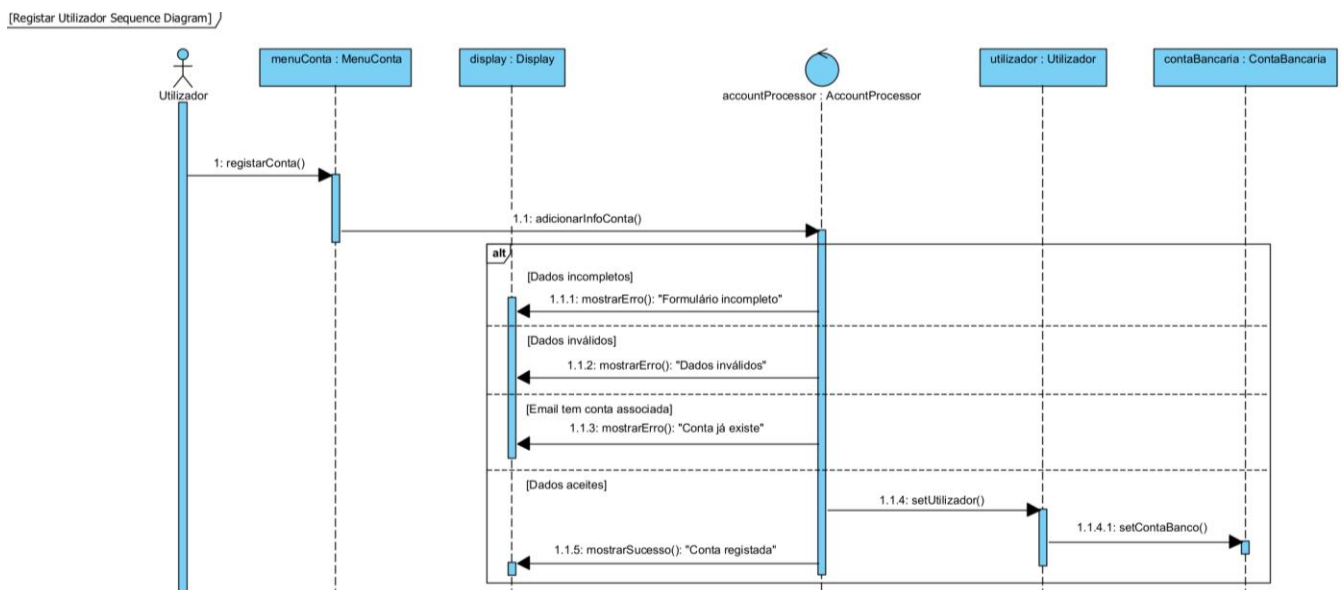 [Registar Utilizador Sequence Diagram]
Utilizador
menuConta : MenuConta
display : Display
accountProcessor : AccountProcessor
utilizador : Utilizador
contaBancaria : ContaBancaria
1: registarConta()
1.1: adicionarInfoConta()
alt
[Dados incompletos]
1.1.1: mostrarErro(): "Formulário incompleto"
[Dados inválidos]
1.1.2: mostrarErro(): "Dados inválidos"
[Email tem conta associada]
1.1.3: mostrarErro(): "Conta já existe"
[Dados aceites]
1.1.4: setUtilizador()
1.1.4.1: setContaBanco()
1.1.5: mostrarSucesso(): "Conta registada"